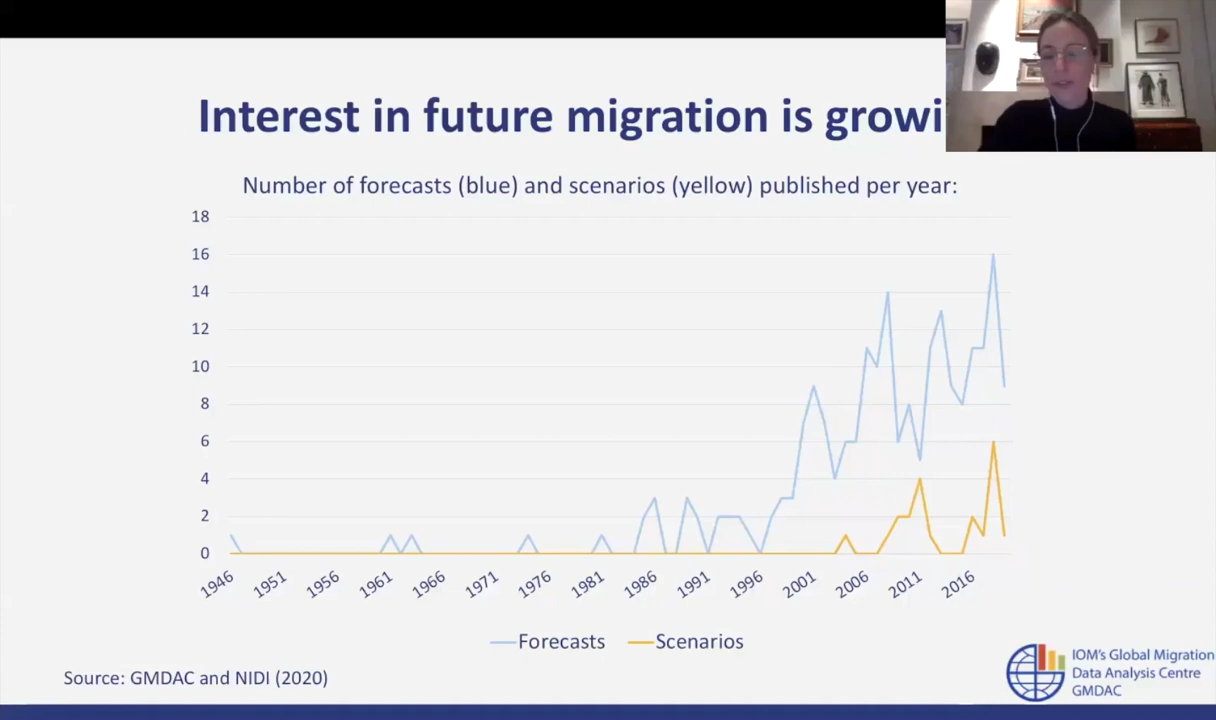 Interest in future migration is growi
Number of forecasts (blue) and scenarios (yellow) published per year:
18
16
14
12
10
8
6
4
2
0
1946 1951 1956 1961 1966 1971 1976 1981 1986 1991 1996 2001 2006 2011 2016
Forecasts Scenarios
Source: GMDAC and NIDI (2020)
IOM's Global Migration
Data Analysis Centre
GMDAC